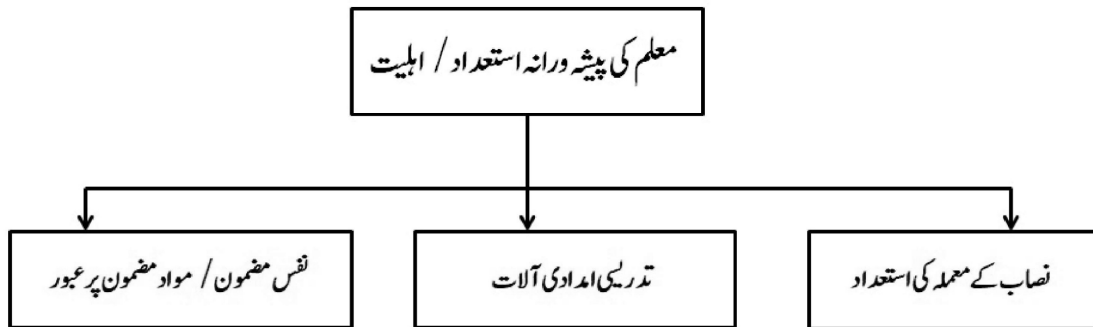 معلم کی پیشہ ورانہ استعداد / اہلیت
نصاب کے معملہ کی استعداد
تدریسی امدادی آلات
نفس مضمون / مواد مضمون پر عبور